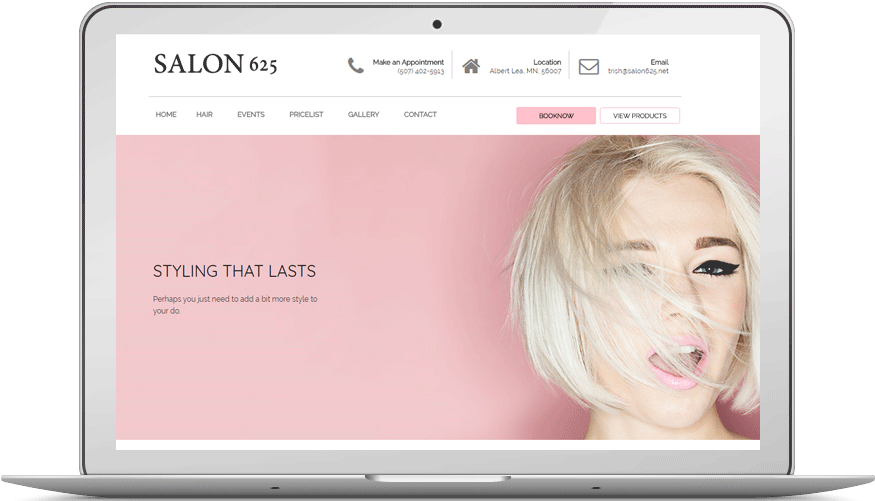 SALON 625
Make an Appointment
(507) 402-5913
Location
Albert Lea, MN, 56007
Email
trish@salon625.net
HOME HAIR EVENTS PRICELIST GALLERY CONTACT
BOOKNOW VIEW PRODUCTS
STYLING THAT LASTS
Perhaps you just need to add a bit more style to
your do.